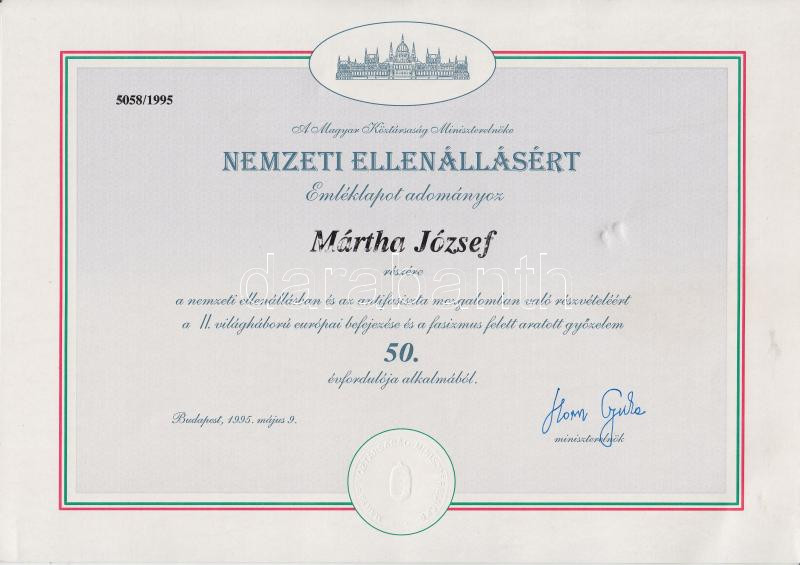 5058/1995
A Magyar Köztársaság Miniszterelnöke
NEMZETI ELLENÁLLÁSÉRT
Emléklapot adományoz
Mártha József
részére
darabanth
a nemzeti ellenállásban és az antifasiszta mozgalomban való részvételéért
a II. világháború európai befejezése és a fasizmus felett aratott győzelem
50.
évfordulója alkalmából.
Budapest, 1995. május 9.
Horn Gyula
miniszterelnök